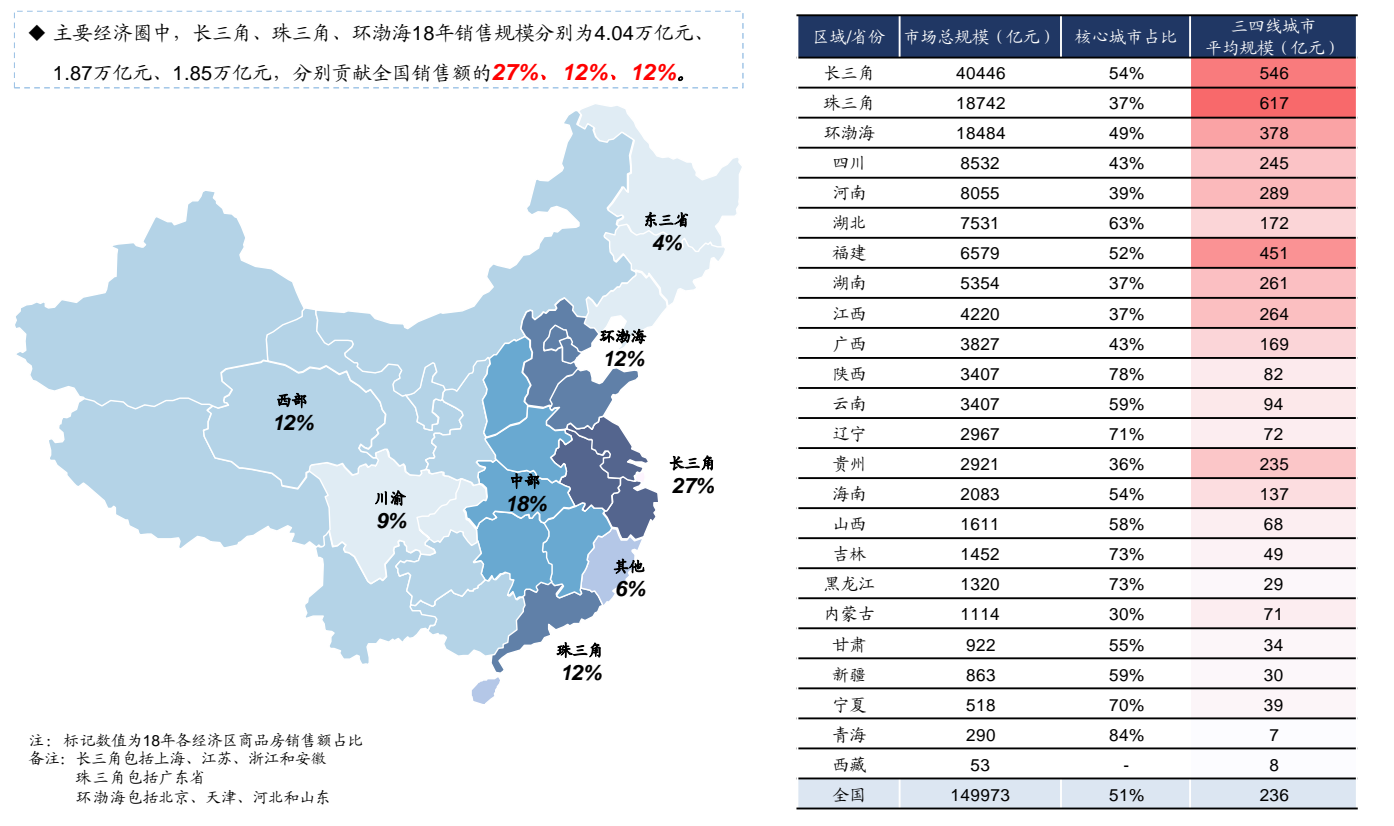 ◆ 主要经济圈中，长三角、珠三角、环渤海18年销售规模分别为4.04万亿元、
1.87万亿元、1.85万亿元，分别贡献全国销售额的27%、12%、12%。
东三省
4%
环渤海
12%
西部
12%
长三角
27%
中部
18%
川渝
9%
其他
6%
珠三角
12%
注：标记数值为18年各经济区商品房销售额占比
备注：长三角包括上海、江苏、浙江和安徽
珠三角包括广东省
环渤海包括北京、天津、河北和山东
区域/省份 市场总规模（亿元） 核心城市占比 三四线城市
平均规模（亿元）
长三角 40446 54% 546
珠三角 18742 37% 617
环渤海 18484 49% 378
四川 8532 43% 245
河南 8055 39% 289
湖北 7531 63% 172
福建 6579 52% 451
湖南 5354 37% 261
江西 4220 37% 264
广西 3827 43% 169
陕西 3407 78% 82
云南 3407 59% 94
辽宁 2967 71% 72
贵州 2921 36% 235
海南 2083 54% 137
山西 1611 58% 68
吉林 1452 73% 49
黑龙江 1320 73% 29
内蒙古 1114 30% 71
甘肃 922 55% 34
新疆 863 59% 30
宁夏 518 70% 39
青海 290 84% 7
西藏 53 - 8
全国 149973 51% 236